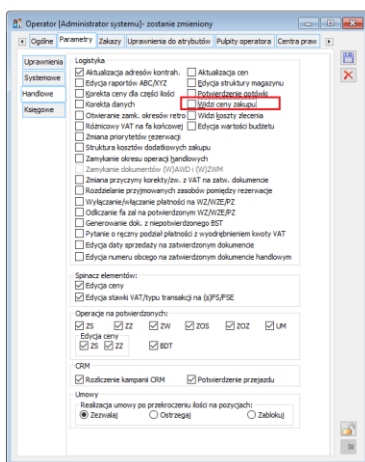 Operator [Administrator systemu]- zostanie zmieniony
Ogólne Parametry Zakazy Uprawnienia do atrybutów Pulpity operatora Centra praw
Uprawnienia
Systemowe
Handlowe
Księgowe
Logistyka
Aktualizacja adresów kontrah. Aktualizacja cen
Edycja raportów ABC/XYZ Edycja struktury magazynu
Korekta ceny dla części ilości Potwierdzenie gotówki
Korekta danych Widzi ceny zakupu
Otwieranie zamk. okresów retro Widzi koszty zlecenia
Różnicowy VAT na fa końcowej Edycja wartości budżetu
Zmiana priorytetów rezerwacji
Struktura kosztów dodatkowych zakupu
Zamykanie okresu operacji handlowych
Zamykanie dokumentów (W)AWD i (W)ZWM
Zmiana przyczyny korekty/zw. z VAT na zatw. dokumencie
Rozdzielanie przyjmowanych zasobów pomiędzy rezerwacje
Wyłączanie/włączanie płatności na WZ/WZE/PZ
Odliczanie fa zal na potwierdzonym WZ/WZE/PZ
Generowanie dok. z niepotwierdzonego BST
Pytanie o ręczny podział płatności z wyodrębnieniem kwoty VAT
Edycja daty sprzedaży na zatwierdzonym dokumencie
Edycja numeru obcego na zatwierdzonym dokumencie handlowym
Spinacz elementów:
Edycja ceny
Edycja stawki VAT/typu transakcji na (s)FS/FSE
Operacje na potwierdzonych:
ZS ZZ ZW ZOS ZOZ UM
Edycja ceny
ZS ZZ BDT
CRM
Rozliczenie kampanii CRM Potwierdzenie przejazdu
Umowy
Realizacja umowy po przekroczeniu ilości na pozycjach:
Zezwalaj Ostrzegaj Zablokuj